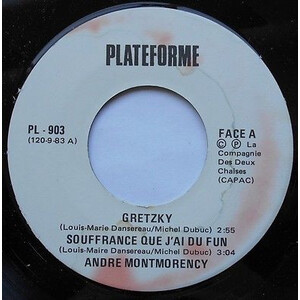 PLATEFORME
PL - 903
(120-9-83 A)
FACE A
© ℗ La
Compagnie
Des Deux
Chaises
(CAPAC)
GRETZKY
(Louis-Marie Dansereau/Michel Dubuc) 2:55
SOUFFRANCE QUE J'AI DU FUN
(Louis-Maire Dansereau/Michel Dubuc) 3:04
ANDRE MONTMORENCY